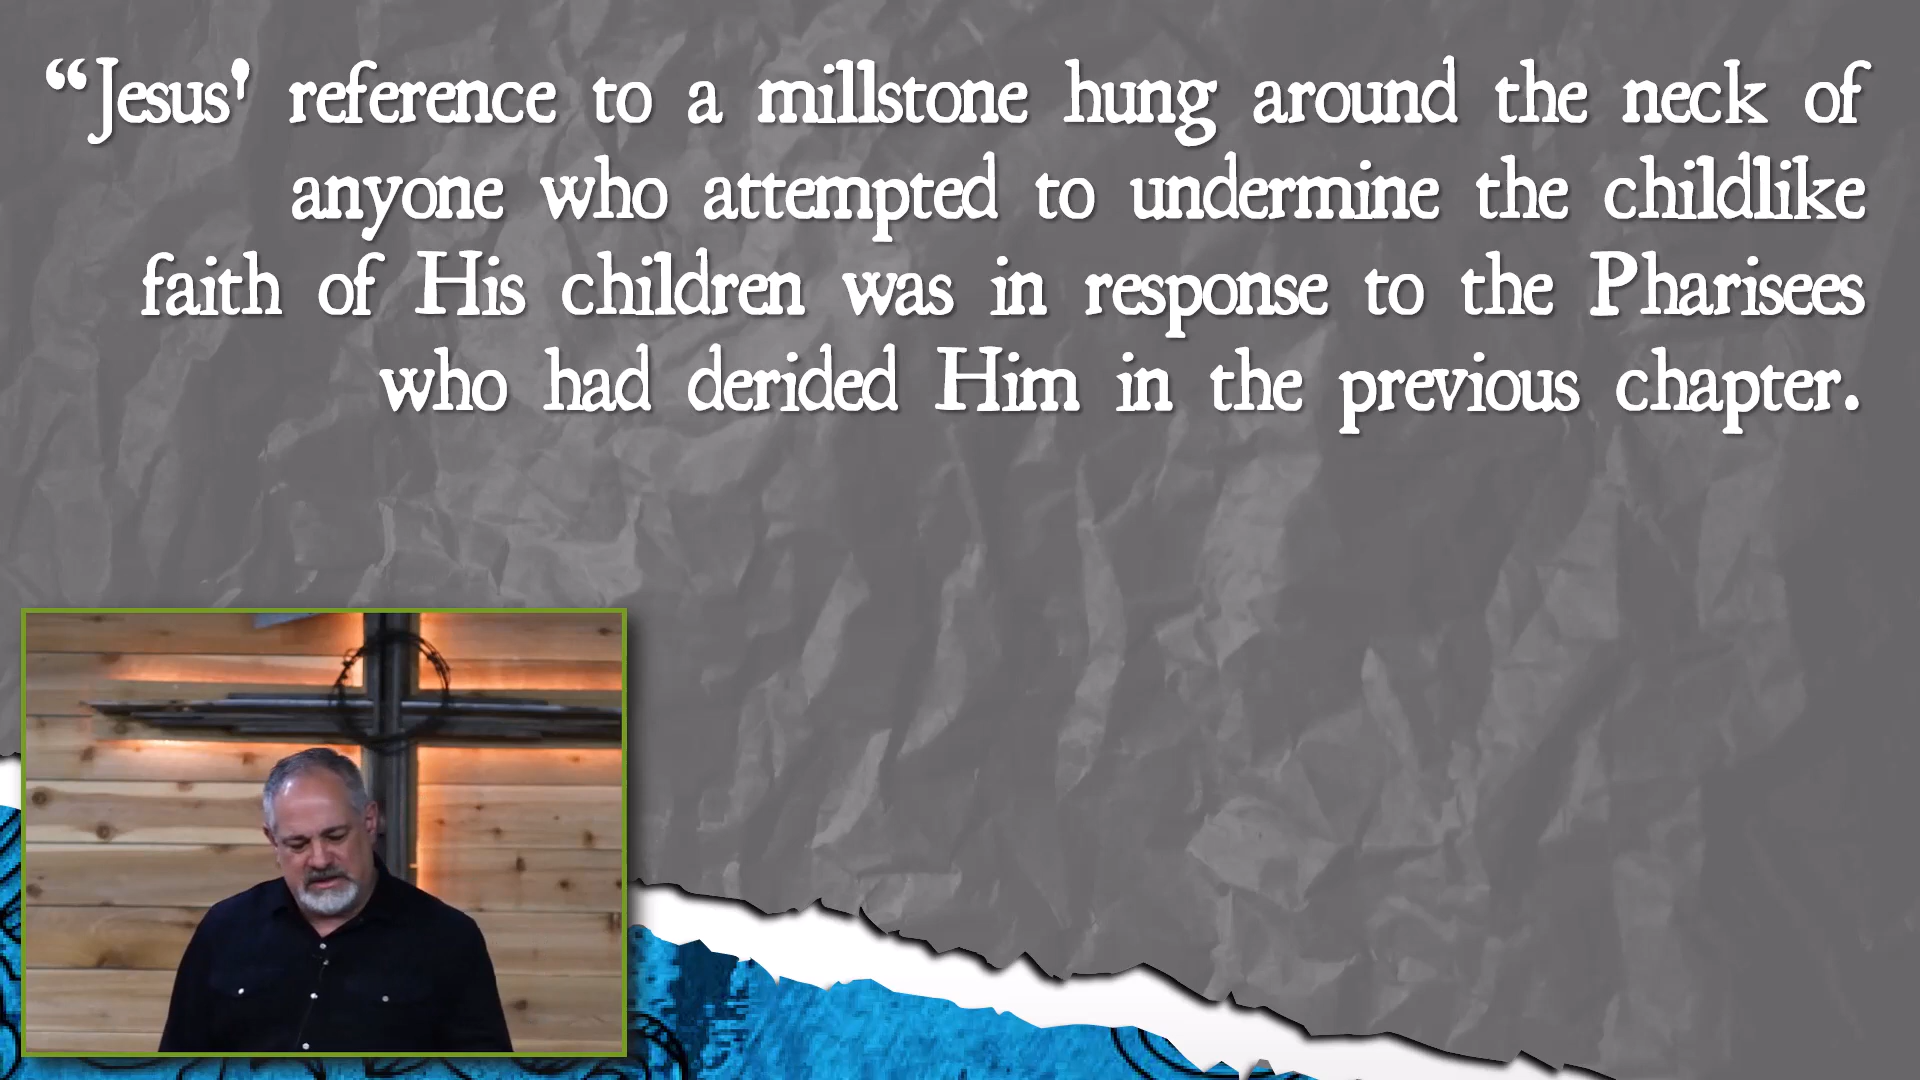 “Jesus' reference to a millstone hung around the neck of
anyone who attempted to undermine the childlike
faith of His children was in response to the Pharisees
who had derided Him in the previous chapter.